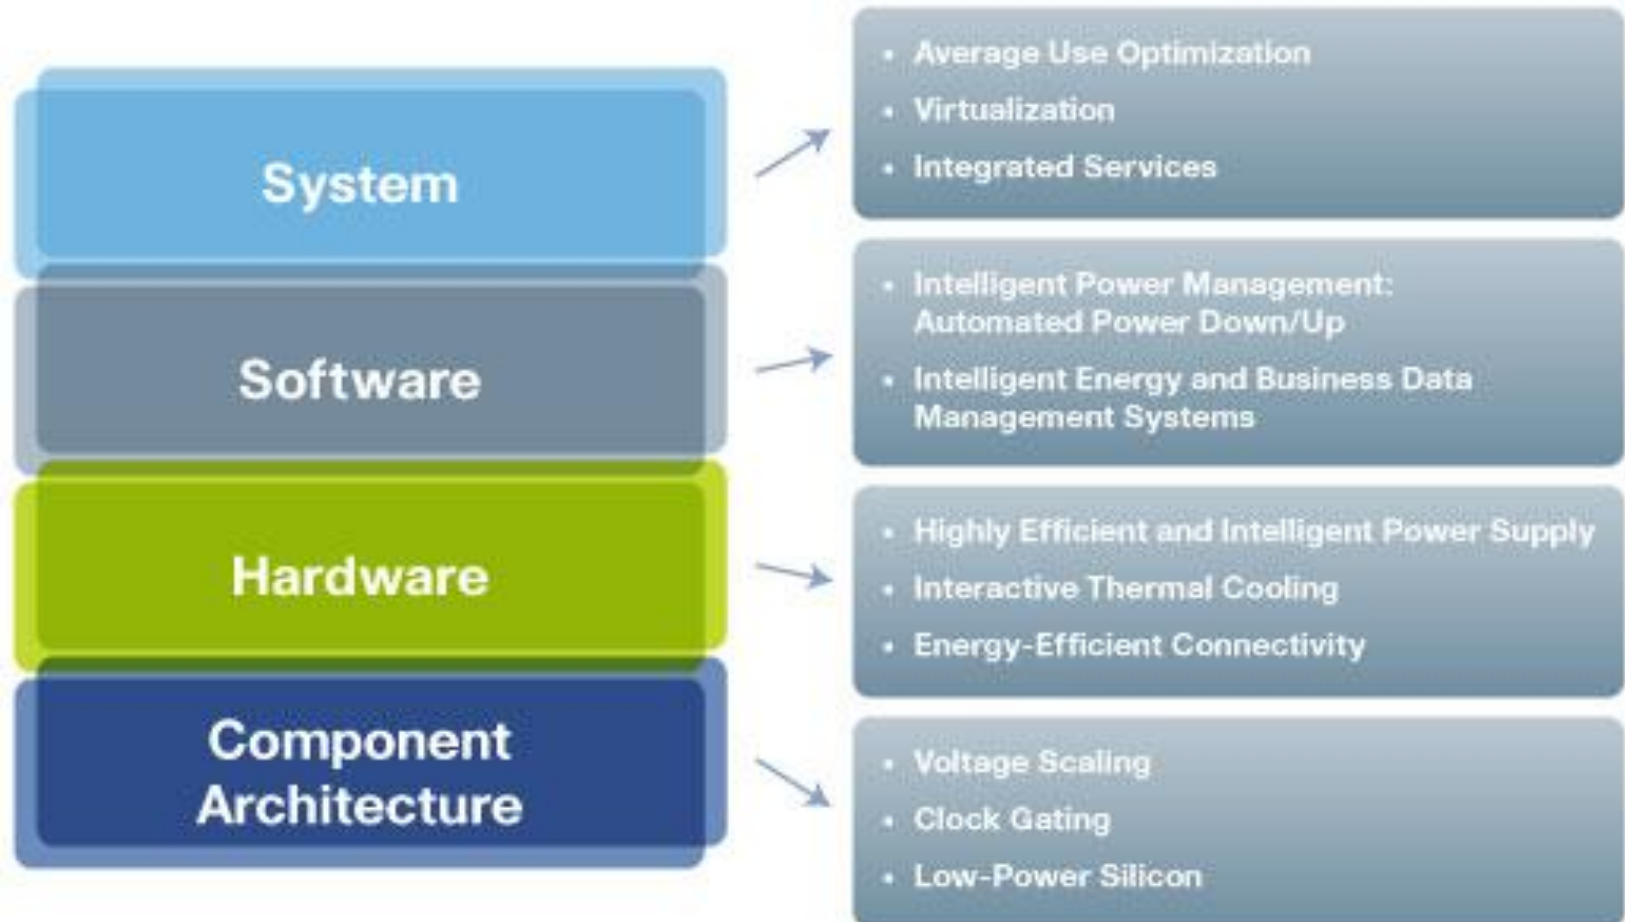 System
• Average Use Optimization
• Virtualization
• Integrated Services
Software
• Intelligent Power Management:
Automated Power Down/Up
• Intelligent Energy and Business Data
Management Systems
Hardware
• Highly Efficient and Intelligent Power Supply
• Interactive Thermal Cooling
• Energy-Efficient Connectivity
Component
Architecture
• Voltage Scaling
• Clock Gating
• Low-Power Silicon